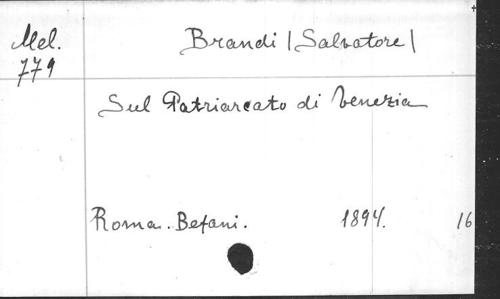 Mel.
779
Brandi (Salvatore)
Sul Patriarcato di Venezia
Roma. Befani. 1894. 16